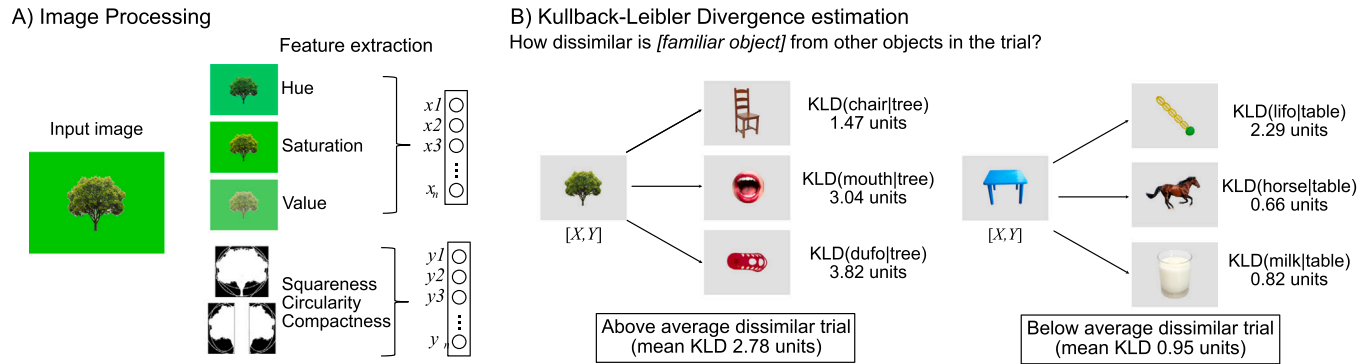 A) Image Processing
Feature extraction
Input image
Hue
Saturation
Value
x1
x2
x3
xn
Squareness
Circularity
Compactness
y1
y2
y3
yn
B) Kullback-Leibler Divergence estimation
How dissimilar is [familiar object] from other objects in the trial?
[X,Y]
KLD(chair|tree)
1.47 units
KLD(mouth|tree)
3.04 units
KLD(dufo|tree)
3.82 units
Above average dissimilar trial
(mean KLD 2.78 units)
[X,Y]
KLD(lifo|table)
2.29 units
KLD(horse|table)
0.66 units
KLD(milk|table)
0.82 units
Below average dissimilar trial
(mean KLD 0.95 units)